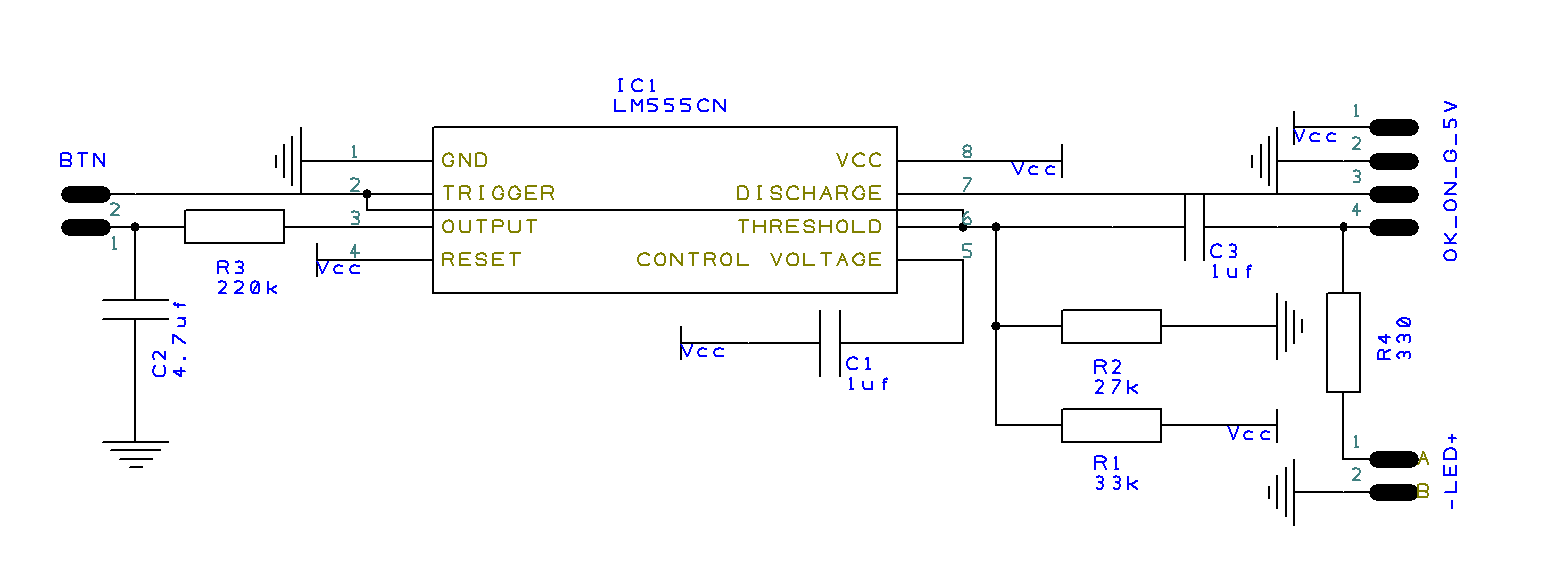 IC1
LM555CN
BTN
2
1
1
2
3
4
GND
TRIGGER
OUTPUT
RESET
VCC
DISCHARGE
THRESHOLD
CONTROL VOLTAGE
8
7
6
5
Vcc
Vcc
R3
220k
C2
4.7uf
Vcc
C1
1uf
C3
1uf
R2
27k
R1
33k
Vcc
Vcc
1
2
3
4
OK_ON_G_5V
R4
330
1
2
A
B
-LED+